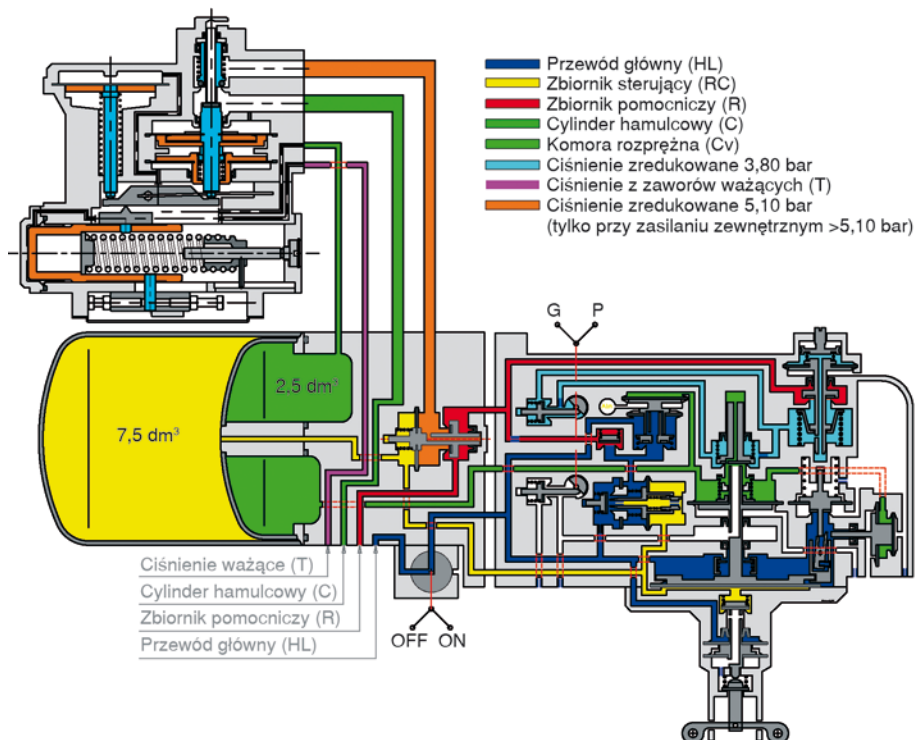 Przewód główny (HL)
Zbiornik sterujący (RC)
Zbiornik pomocniczy (R)
Cylinder hamulcowy (C)
Komora rozprężna (Cv)
Ciśnienie zredukowane 3,80 bar
Ciśnienie z zaworów ważących (T)
Ciśnienie zredukowane 5,10 bar
(tylko przy zasilaniu zewnętrznym >5,10 bar)
G P
2,5 dm³
7,5 dm³
Ciśnienie ważące (T)
Cylinder hamulcowy (C)
Zbiornik pomocniczy (R)
Przewód główny (HL)
OFF ON